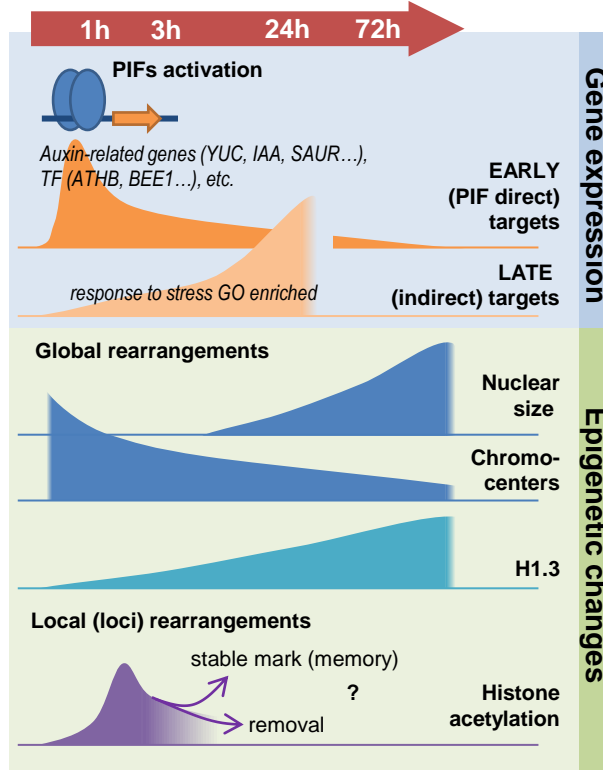 1h 3h 24h 72h
PIFs activation
Auxin-related genes (YUC, IAA, SAUR…),
TF (ATHB, BEE1…), etc.
EARLY
(PIF direct)
targets
LATE
(indirect) targets
response to stress GO enriched
Gene expression
Global rearrangements
Nuclear
size
Chromo-
centers
H1.3
Local (loci) rearrangements
stable mark (memory)
?
removal
Histone
acetylation
Epigenetic changes